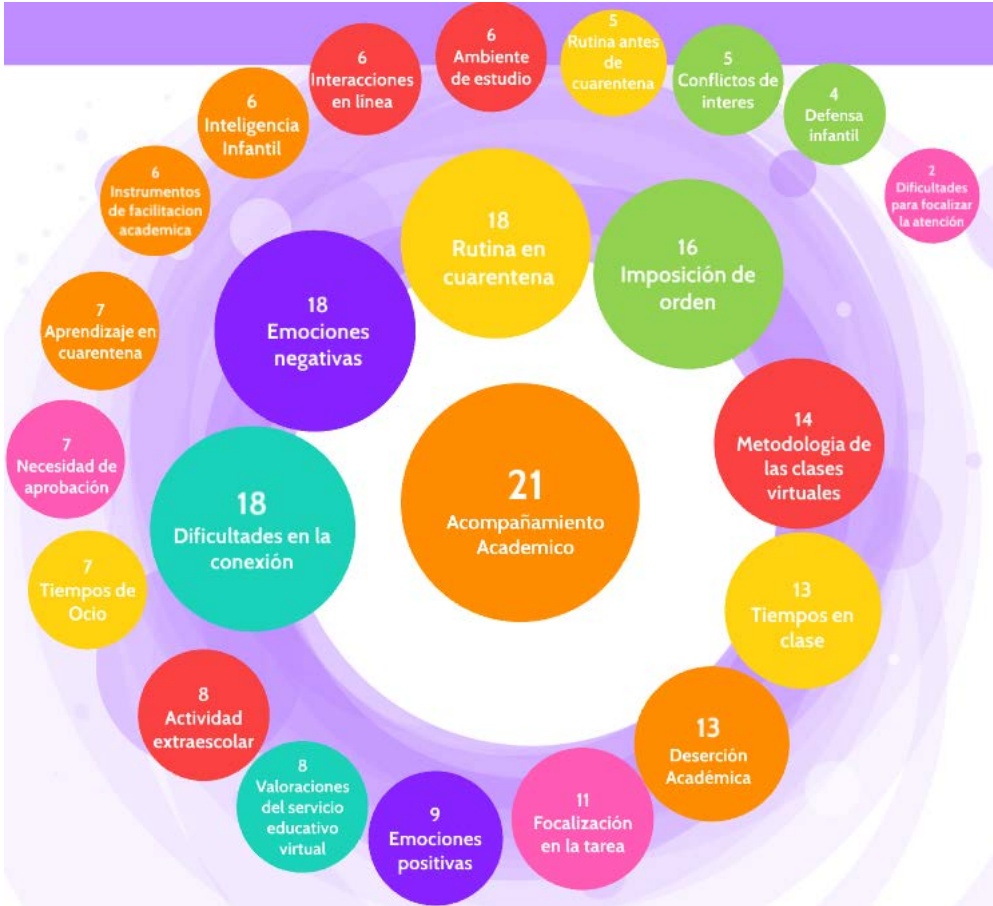 21
Acompañamiento
Academico
18
Rutina en
cuarentena
16
Imposición de
orden
14
Metodologia de
las clases
virtuales
13
Tiempos en
clase
13
Deserción
Académica
11
Focalización
en la tarea
9
Emociones
positivas
8
Valoraciones
del servicio
educativo
virtual
8
Actividad
extraescolar
18
Dificultades en la
conexión
18
Emociones
negativas
7
Tiempos de
Ocio
7
Necesidad de
aprobación
7
Aprendizaje en
cuarentena
6
Instrumentos
de facilitacion
academica
6
Inteligencia
Infantil
6
Interacciones
en línea
6
Ambiente
de estudio
5
Rutina antes
de
cuarentena
5
Conflictos de
interes
4
Defensa
infantil
2
Dificultades
para focalizar
la atención